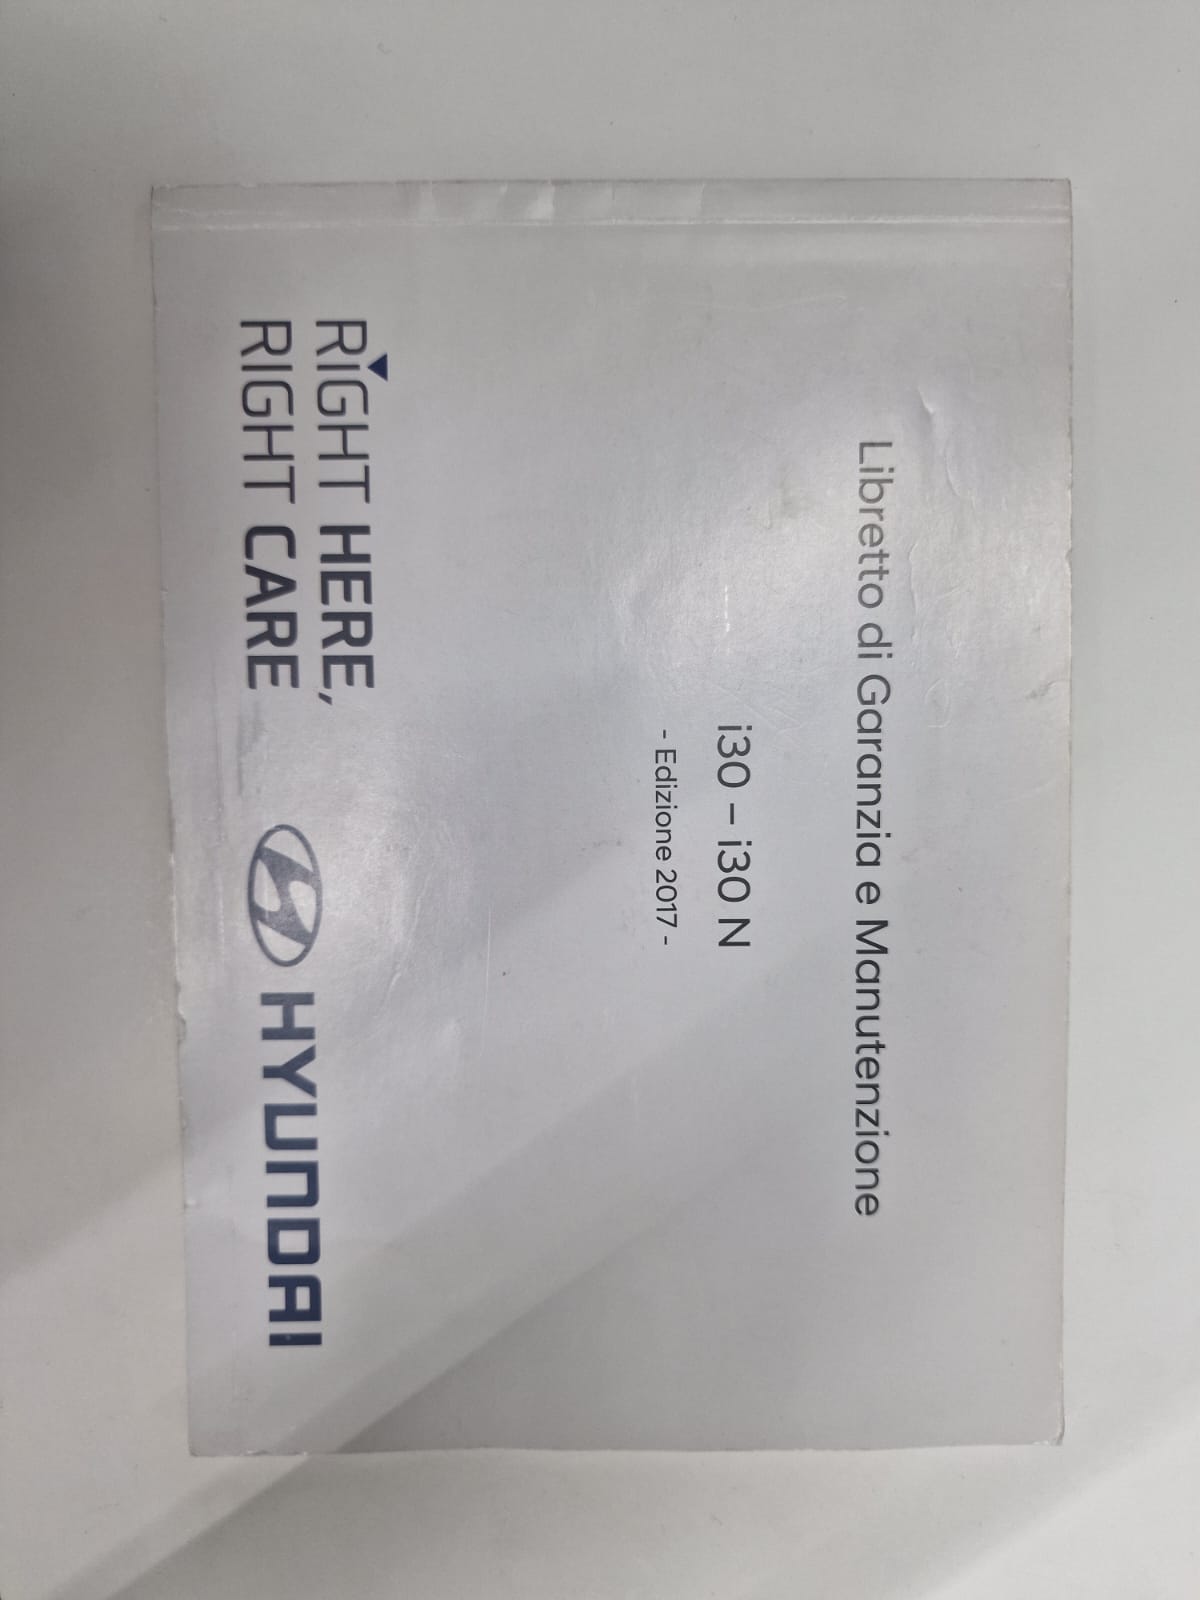 Libretto di Garanzia e Manutenzione
i30 – i30 N
- Edizione 2017 -
RIGHT HERE,
RIGHT CARE
HYUNDAI